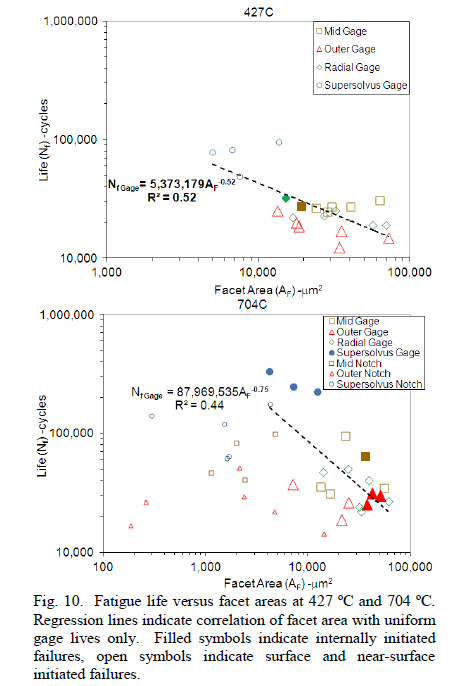 427C
1,000,000
100,000
10,000
Life (Nf) -cycles
Mid Gage
Outer Gage
Radial Gage
Supersolvus Gage
Nf Gage = 5,373,179AF-0.52
R² = 0.52
1,000
10,000
100,000
Facet Area (AF) -µm²
704C
1,000,000
100,000
10,000
Life (Nf) -cycles
Mid Gage
Outer Gage
Radial Gage
Supersolvus Gage
Mid Notch
Outer Notch
Supersolvus Notch
Nf Gage = 87,969,535AF-0.75
R² = 0.44
100
1,000
10,000
100,000
Facet Area (AF) -µm²
Fig. 10. Fatigue life versus facet areas at 427 ºC and 704 ºC.
Regression lines indicate correlation of facet area with uniform
gage lives only. Filled symbols indicate internally initiated
failures, open symbols indicate surface and near-surface
initiated failures.